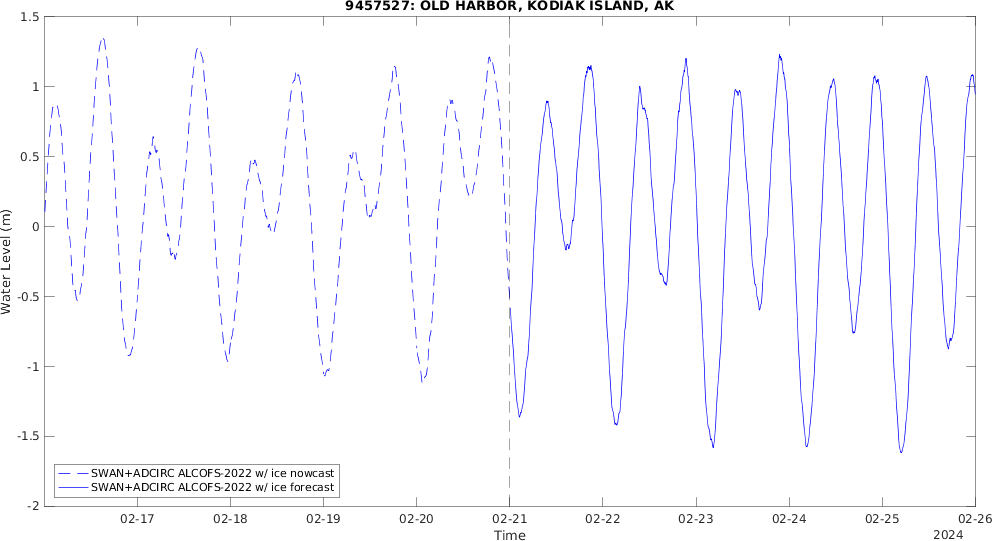 9457527: OLD HARBOR, KODIAK ISLAND, AK
1.5
1
0.5
0
-0.5
-1
-1.5
-2
Water Level (m)
SWAN+ADCIRC ALCOFS-2022 w/ ice nowcast
SWAN+ADCIRC ALCOFS-2022 w/ ice forecast
02-17 02-18 02-19 02-20 02-21 02-22 02-23 02-24 02-25 02-26
Time
2024